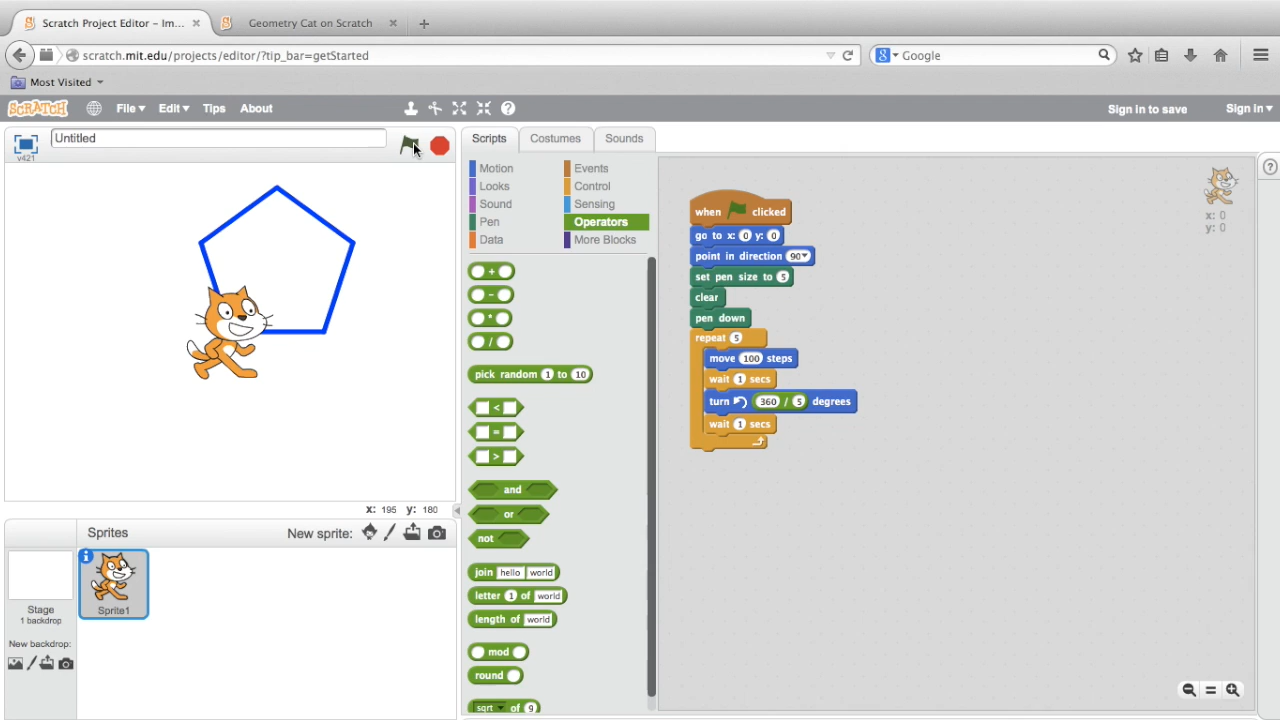 Scratch Project Editor – Im...
Geometry Cat on Scratch
scratch.mit.edu/projects/editor/?tip_bar=getStarted
Google
Most Visited
SCRATCH
File
Edit
Tips
About
Sign in to save
Sign in
v421
Untitled
Scripts
Costumes
Sounds
Motion
Events
Looks
Control
Sound
Sensing
Pen
Operators
Data
More Blocks
+
-
*
/
pick random 1 to 10
<
=
>
and
or
not
join hello world
letter 1 of world
length of world
mod
round
sqrt of 9
when clicked
go to x: 0 y: 0
point in direction 90
set pen size to 5
clear
pen down
repeat 5
move 100 steps
wait 1 secs
turn 360 / 5 degrees
wait 1 secs
x: 0
y: 0
x: 195 y: 180
Sprites
New sprite:
Stage
1 backdrop
New backdrop:
Sprite1